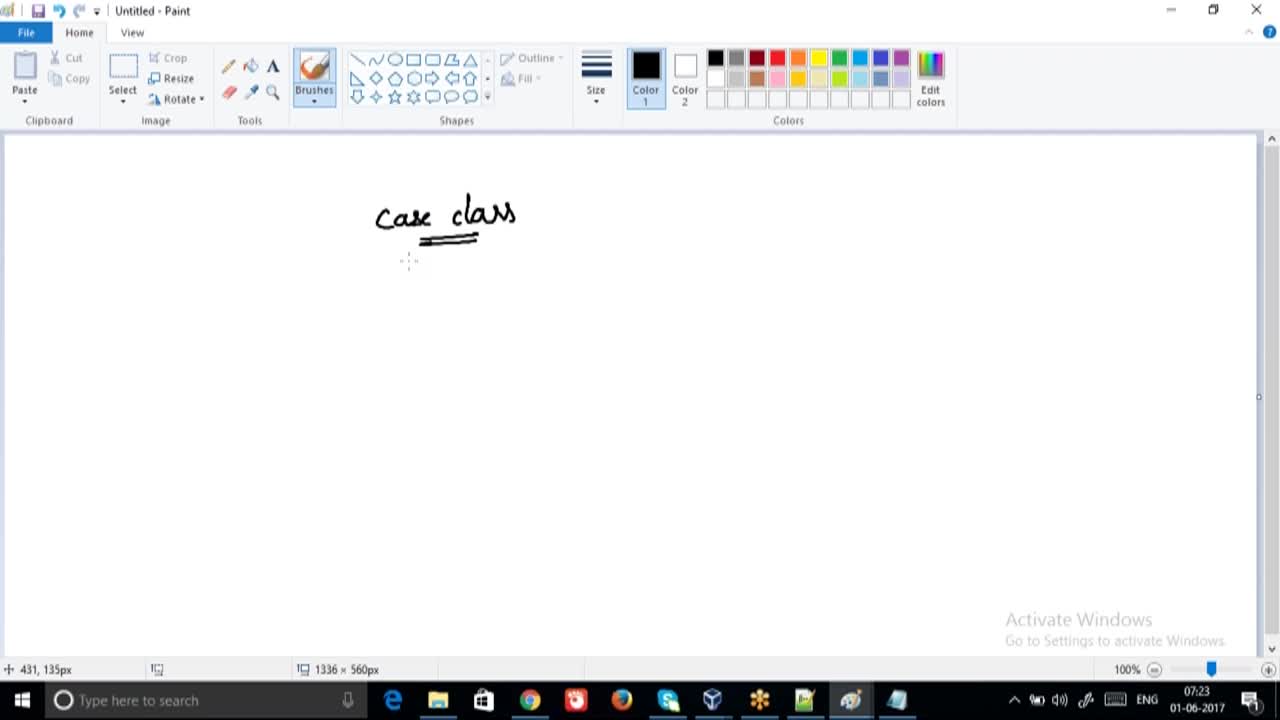 Untitled - Paint
File Home View
Paste
Cut
Copy
Clipboard
Select
Crop
Resize
Rotate
Image
Tools
Brushes
Shapes
Outline
Fill
Size
Color 1
Color 2
Edit colors
Colors
case class
Activate Windows
Go to Settings to activate Windows.
431, 135px
1336 × 560px
100%
Type here to search
ENG
07:23
01-06-2017